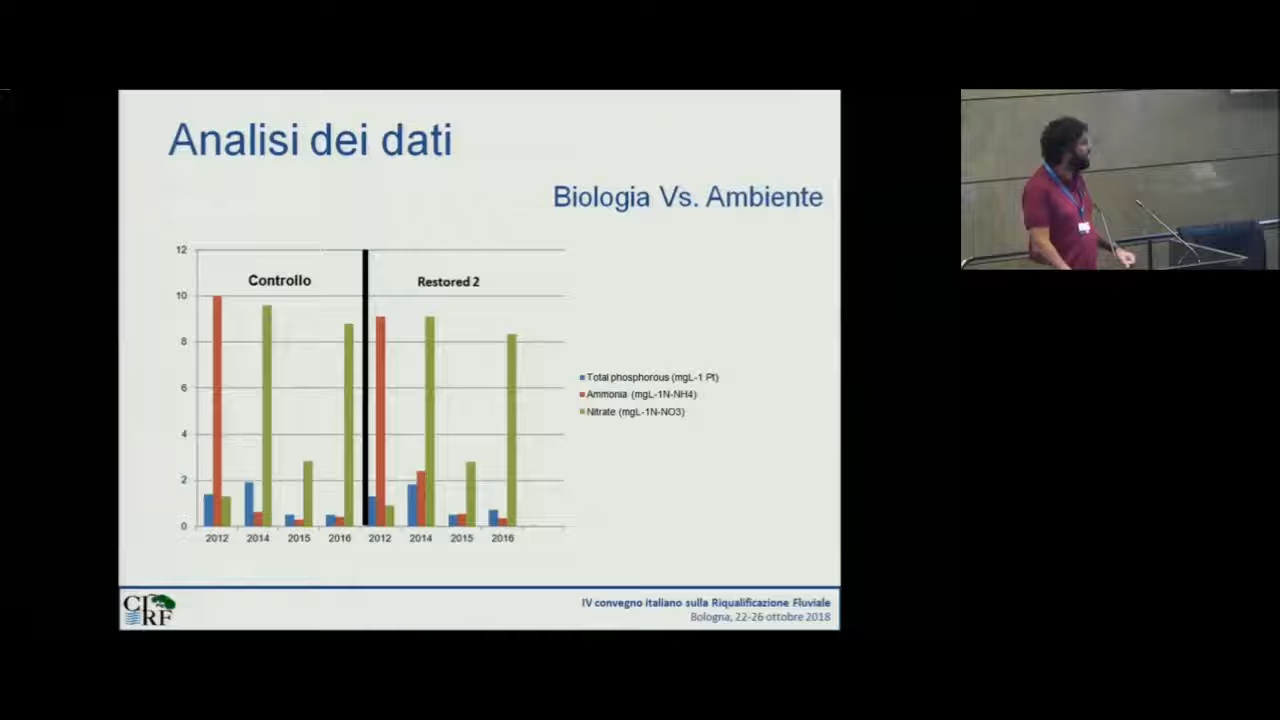 Analisi dei dati
Biologia Vs. Ambiente
12
10
8
6
4
2
0
Controllo
Restored 2
2012 2014 2015 2016 2012 2014 2015 2016
Total phosphorous (mgL-1 Pt)
Ammonia (mgL-1N-NH4)
Nitrate (mgL-1N-NO3)
CIRF
IV convegno italiano sulla Riqualificazione Fluviale
Bologna, 22-26 ottobre 2018